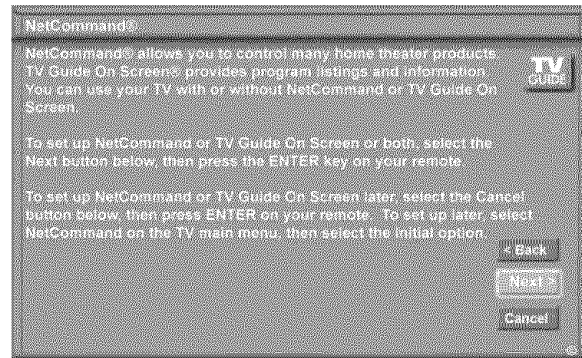 NetCommand®
NetCommand® allows you to control many home theater products.
TV Guide On Screen® provides program listings and information.
You can use your TV with or without NetCommand or TV Guide On
Screen.
TV
GUIDE
To set up NetCommand or TV Guide On Screen or both, select the
Next button below, then press the ENTER key on your remote.
To set up NetCommand or TV Guide On Screen later, select the Cancel
button below, then press ENTER on your remote. To set up later, select
NetCommand on the TV main menu, then select the Initial option.
< Back
Next >
Cancel